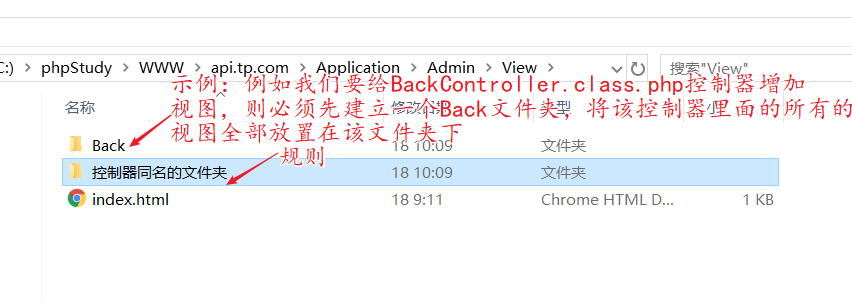 C:) > phpStudy > WWW > api.tp.com > Application > Admin > View >
搜索"View"
示例：例如我们要给BackController.class.php控制器增加
视图，则必须先建立一个Back文件夹，将该控制器里面的所有的
视图全部放置在该文件夹下
规则
名称 修改日期 类型
Back 18 10:09 文件夹
控制器同名的文件夹 18 10:09 文件夹
index.html 18 9:11 Chrome HTML D... 1 KB